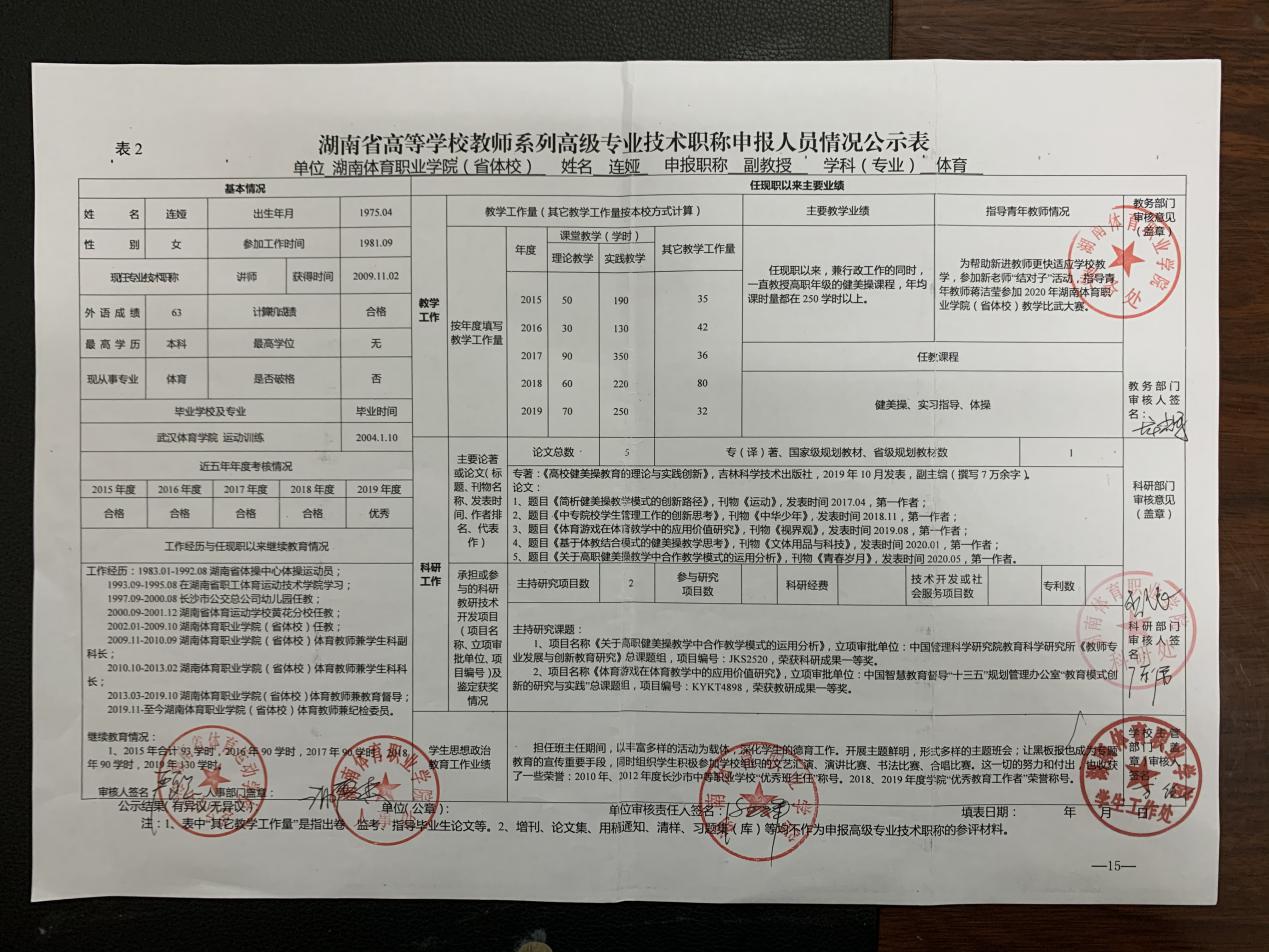 表 2
湖南省高等学校教师系列高级专业技术职称申报人员情况公示表
单位 湖南体育职业学院（省体校） 姓名 连娅 申报职称 副教授 学科（专业） 体育
基本情况
姓 名 连娅 出生年月 1975.04
性 别 女 参加工作时间 1981.09
现任专业技术职称 讲师 获得时间 2009.11.02
外语成绩 63 计算机成绩 合格
最高学历 本科 最高学位 无
现从事专业 体育 是否破格 否
毕业学校及专业 毕业时间
武汉体育学院 运动训练 2004.1.10
近五年年度考核情况
2015 年度 2016 年度 2017 年度 2018 年度 2019 年度
合格 合格 合格 合格 优秀
工作经历与任现职以来继续教育情况
工作经历：1983.01-1992.08 湖南省体操中心体操运动员；
1993.09-1995.08 在湖南省职工体育运动技术学院学习；
1997.09-2000.08 长沙市公交总公司幼儿园任教；
2000.09-2001.12 湖南省体育运动学校黄花分校任教；
2002.01-2009.10 湖南体育职业学院（省体校）任教；
2009.11-2010.09 湖南体育职业学院（省体校）体育教师兼学生科副
科长；
2010.10-2013.02 湖南体育职业学院（省体校）体育教师兼学生科科
长；
2013.03-2019.10 湖南体育职业学院（省体校）体育教师兼教育督导；
2019.11-至今湖南体育职业学院（省体校）体育教师兼纪检委员。
继续教育情况：
1、2015 年合计 93 学时，2016 年 90 学时，2017 年 90 学时，2018
年 90 学时，2019 年 130 学时。
审核人签名： 人事部门盖章：
任现职以来主要业绩
教学
工作
教学工作量（其它教学工作量按本校方式计算） 主要教学业绩 指导青年教师情况
按年度填写
教学工作量
年度 课堂教学（学时） 其它教学工作量
理论教学 实践教学
2015 50 190 35
2016 30 130 42
2017 90 350 36
2018 60 220 80
2019 70 250 32
任现职以来，兼行政工作的同时，
一直教授高职年级的健美操课程，年均
课时量都在 250 学时以上。
为帮助新进教师更快适应学校教
学，参加新老师“结对子”活动，指导青
年教师蒋洁莹参加 2020 年湖南体育职
业学院（省体校）教学比武大赛。
任教课程
健美操、实习指导、体操
教务部门
审核意见
（盖章）
教务部门
审核人签
名：
科研
工作
主要论著
或论文（标
题、刊物名
称、发表时
间、作者排
名、代表
作）
论文总数 5 专（译）著、国家级规划教材、省级规划教材数 1
专著：《高校健美操教育的理论与实践创新》，吉林科学技术出版社，2019 年 10 月发表，副主编（撰写 7 万余字）。
论文：
1、题目《简析健美操教学模式的创新路径》，刊物《运动》，发表时间 2017.04，第一作者；
2、题目《中专院校学生管理工作的创新思考》，刊物《中华少年》，发表时间 2018.11，第一作者；
3、题目《体育游戏在体育教学中的应用价值研究》，刊物《视界观》，发表时间 2019.08，第一作者；
4、题目《基于体教结合模式的健美操教学思考》，刊物《文体用品与科技》，发表时间 2020.01，第一作者；
5、题目《关于高职健美操教学中合作教学模式的运用分析》，刊物《青春岁月》，发表时间 2020.05，第一作者。
承担或参
与的科研
教研技术
开发项目
（项目名
称、立项审
批单位、项
目编号）及
鉴定获奖
情况
主持研究项目数 2 参与研究项目数 科研经费 技术开发或社会服务项目数 专利数
主持研究课题：
1、项目名称《关于高职健美操教学中合作教学模式的运用分析》，立项审批单位：中国管理科学研究院教育科学研究所《教师专
业发展与创新教育研究》总课题组，项目编号：JKS2520，荣获科研成果一等奖。
2、项目名称《体育游戏在体育教学中的应用价值研究》，立项审批单位：中国智慧教育督导“十三五”规划管理办公室“教育模式创
新的研究与实践”总课题组，项目编号：KYKT4898，荣获教研成果一等奖。
科研部门
审核意见
（盖章）
科研部门
审核人签
名
学生思想政治
教育工作业绩
担任班主任期间，以丰富多样的活动为载体，深化学生的德育工作。开展主题鲜明，形式多样的主题班会；让黑板报也成为专题
教育的宣传重要手段，同时组织学生积极参加学校组织的文艺汇演、演讲比赛、书法比赛、合唱比赛。这一切的努力和付出，也收获
了一些荣誉：2010 年、2012 年度长沙市中等职业学校“优秀班主任”称号。2018、2019 年度学院“优秀教育工作者”荣誉称号。
学校主管
部门（盖
章）审核人
签名
学生工作处
公示结果（有异议/无异议）： 单位（公章）： 单位审核责任人签名： 填表日期： 年 月 日
注：1、表中“其它教学工作量”是指出卷、监考、指导毕业生论文等。2、增刊、论文集、用稿通知、清样、习题集（库）等均不作为申报高级专业技术职称的参评材料。
—15—